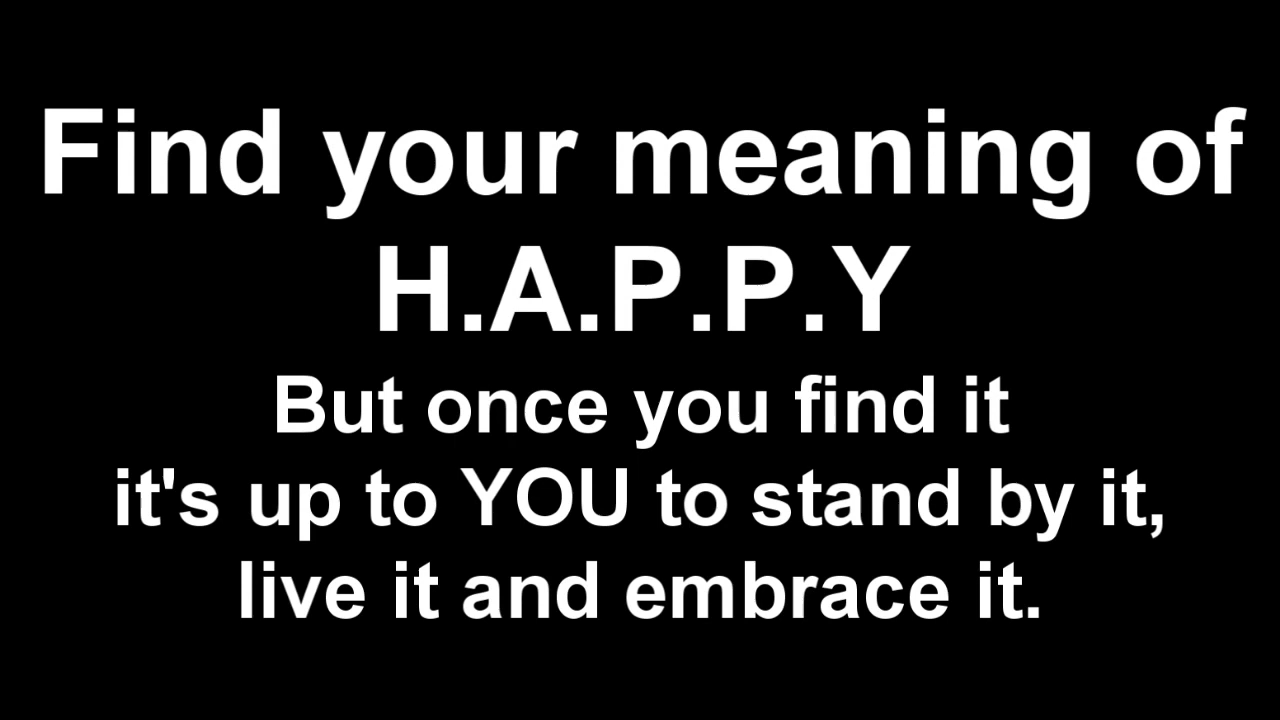 Find your meaning of
H.A.P.P.Y
But once you find it
it's up to YOU to stand by it,
live it and embrace it.